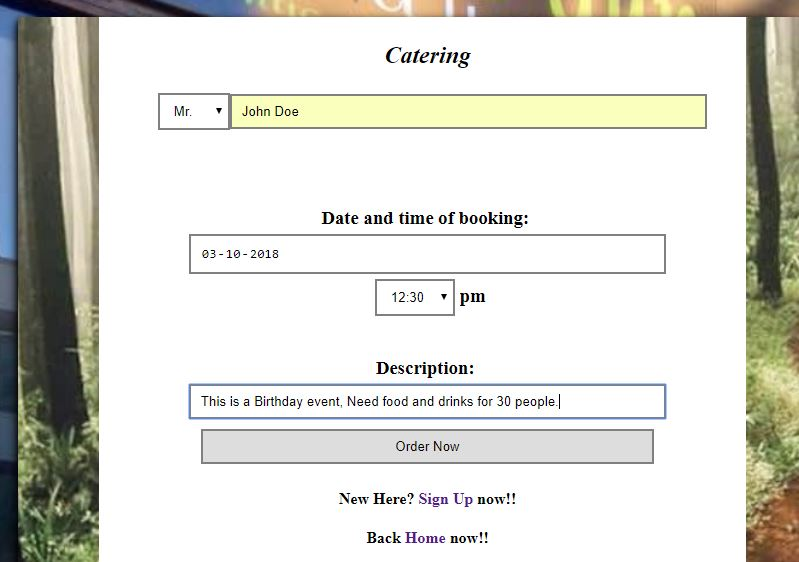 Catering
Mr. John Doe
Date and time of booking:
03-10-2018
12:30 pm
Description:
This is a Birthday event, Need food and drinks for 30 people.
Order Now
New Here? Sign Up now!!
Back Home now!!